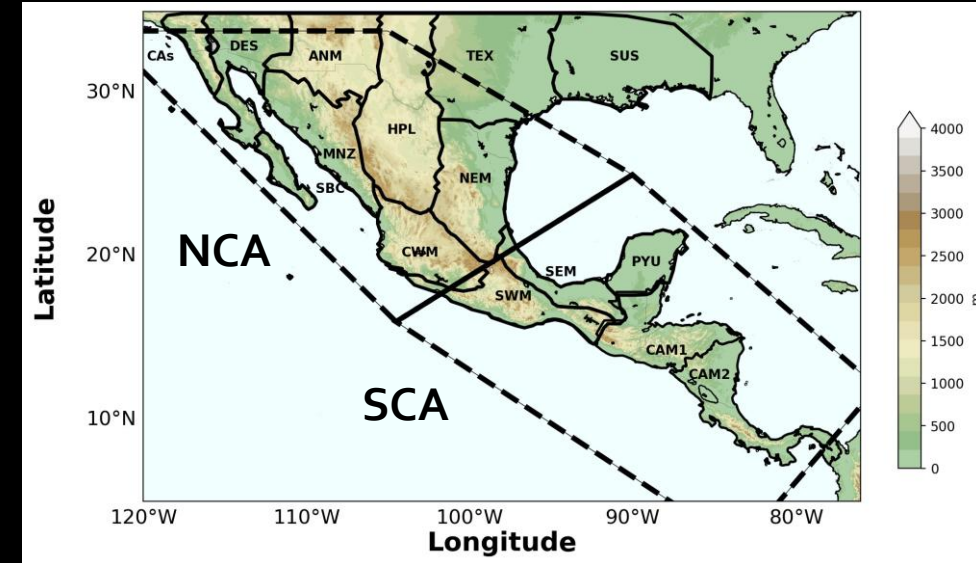 CAs
DES
ANM
TEX
SUS
30°N
HPL
MNZ
SBC
NEM
NCA
20°N
CWM
SEM
PYU
SWM
CAM1
CAM2
SCA
10°N
120°W
110°W
100°W
90°W
80°W
Latitude
Longitude
4000
3500
3000
2500
2000
1500
1000
500
0
m